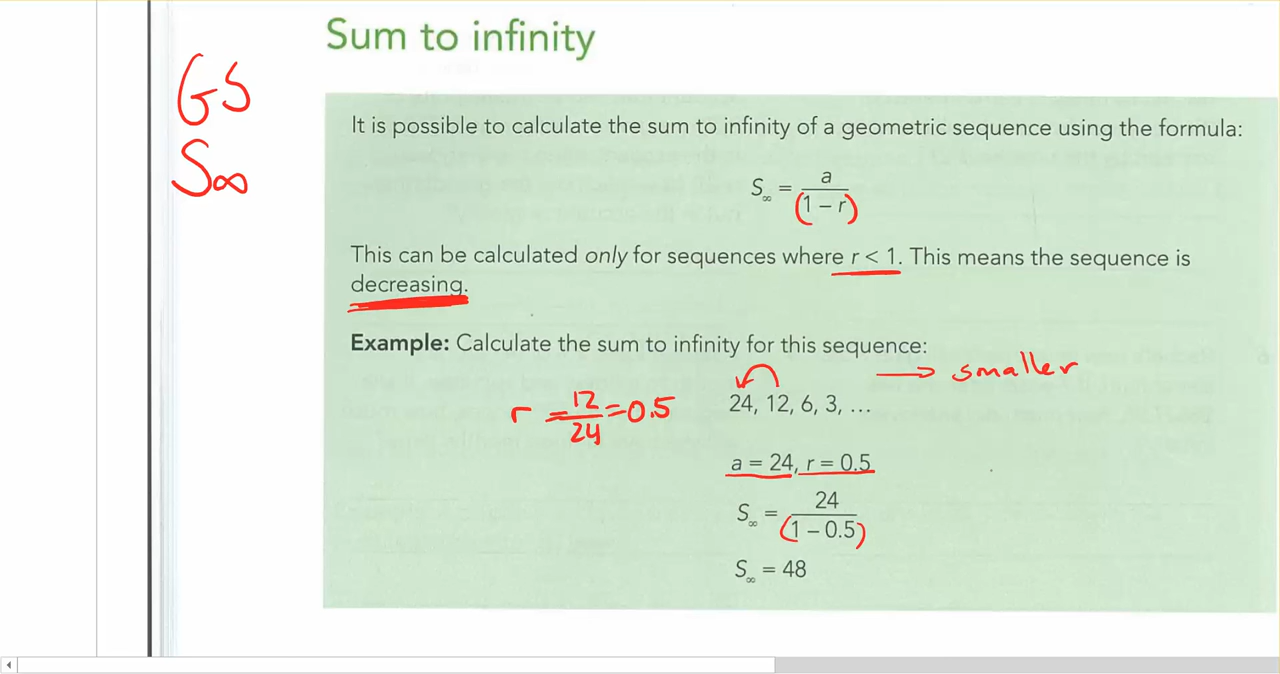 Sum to infinity
GS
S∞
It is possible to calculate the sum to infinity of a geometric sequence using the formula:
S∞ = a / (1 – r)
This can be calculated only for sequences where r < 1. This means the sequence is
decreasing.
Example: Calculate the sum to infinity for this sequence:
→ smaller
r = 12/24 = 0.5
24, 12, 6, 3, ...
a = 24, r = 0.5
S∞ = 24 / (1 – 0.5)
S∞ = 48